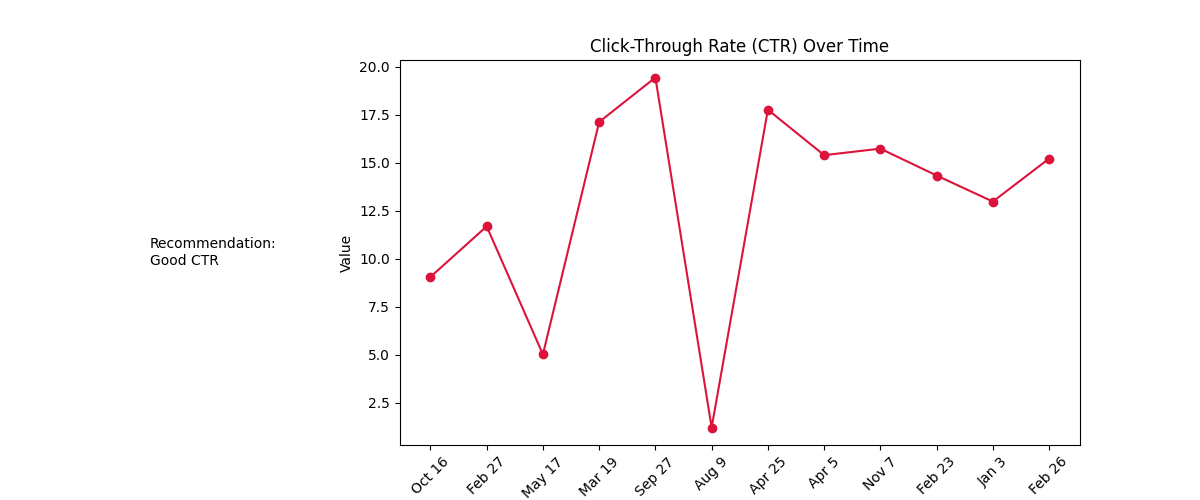 Click-Through Rate (CTR) Over Time
Recommendation:
Good CTR
Value
20.0
17.5
15.0
12.5
10.0
7.5
5.0
2.5
Oct 16
Feb 27
May 17
Mar 19
Sep 27
Aug 9
Apr 25
Apr 5
Nov 7
Feb 23
Jan 3
Feb 26